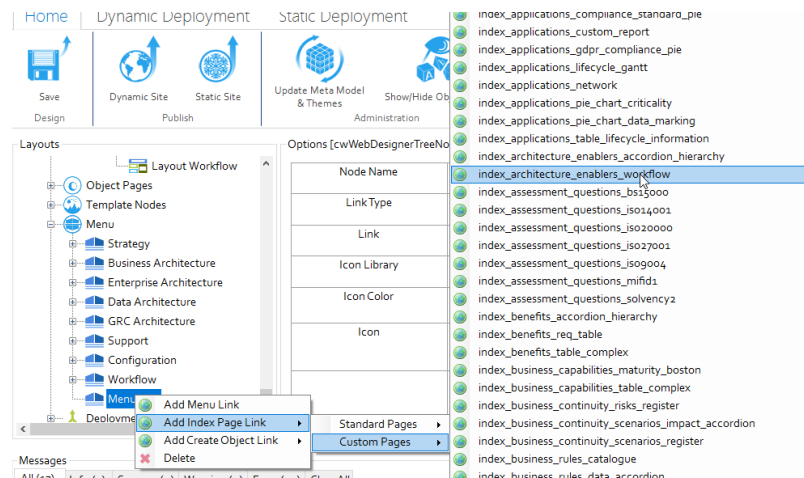 Home
Dynamic Deployment
Static Deployment
Save
Dynamic Site
Static Site
Update Meta Model
& Themes
Show/Hide Ob
Design
Publish
Administration
Layouts
Layout Workflow
Object Pages
Template Nodes
Menu
Strategy
Business Architecture
Enterprise Architecture
Data Architecture
GRC Architecture
Support
Configuration
Workflow
Menu
Deployme
Options [cwWebDesignerTreeNo
Node Name
Link Type
Link
Icon Library
Icon Color
Icon
Add Menu Link
Add Index Page Link
Add Create Object Link
Delete
Standard Pages
Custom Pages
index_applications_compliance_standard_pie
index_applications_custom_report
index_applications_gdpr_compliance_pie
index_applications_lifecycle_gantt
index_applications_network
index_applications_pie_chart_criticality
index_applications_pie_chart_data_marking
index_applications_table_lifecycle_information
index_architecture_enablers_accordion_hierarchy
index_architecture_enablers_workflow
index_assessment_questions_bs15000
index_assessment_questions_iso14001
index_assessment_questions_iso20000
index_assessment_questions_iso27001
index_assessment_questions_iso9004
index_assessment_questions_mifid1
index_assessment_questions_solvency2
index_benefits_accordion_hierarchy
index_benefits_req_table
index_benefits_table_complex
index_business_capabilities_maturity_boston
index_business_capabilities_table_complex
index_business_continuity_risks_register
index_business_continuity_scenarios_impact_accordion
index_business_continuity_scenarios_register
index_business_rules_catalogue
index_business_rules_data_accordion
Messages